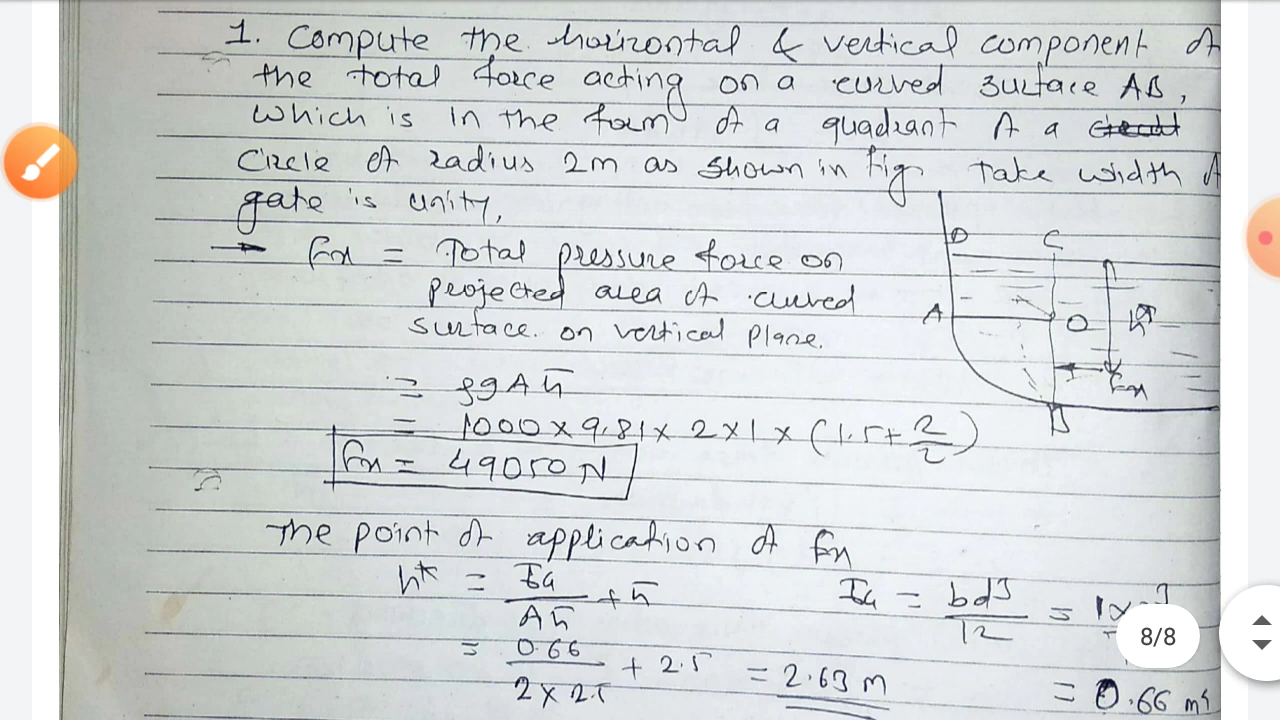 1. Compute the horizontal & vertical component of
the total force acting on a curved surface AB,
which is in the form of a quadrant of a
circle of radius 2m as shown in fig take width of
gate is unity,
→ Fx = Total pressure force on
projected area of curved
surface. on vertical plane.
D C
A O h*
Fx
B
= ρgAh̄
= 1000 × 9.81 × 2 × 1 × (1.5 + 2/2)
Fx = 49050 N
The point of application of Fx
h* = IG/Ah̄ + h̄ IG = bd³/12 = 1×
= 0.66/2×2.5 + 2.5 = 2.63 m = 0.66 m⁴
8/8